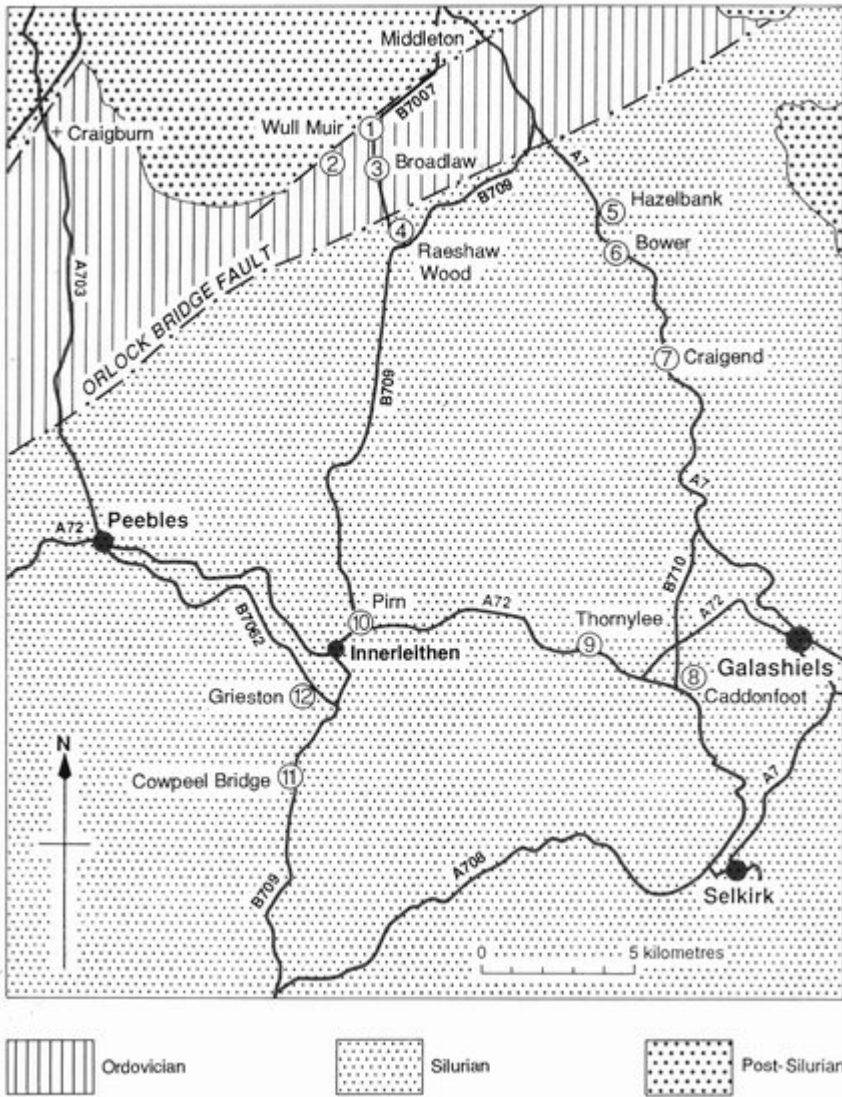 Middleton
B7007
Craigburn
Wull Muir
1
2
3
Broadlaw
A7
B709
4
Raeshaw
Wood
5
Hazelbank
6
Bower
A703
ORLOCK BRIDGE FAULT
7
Craigend
B709
A7
A72
Peebles
B710
Pirn
10
A72
Thornylee
9
A72
B7062
Innerleithen
Galashiels
8
Caddonfoot
Grieston
12
N
Cowpeel Bridge
11
A7
B709
A708
Selkirk
0
5 kilometres
Ordovician
Silurian
Post-Silurian